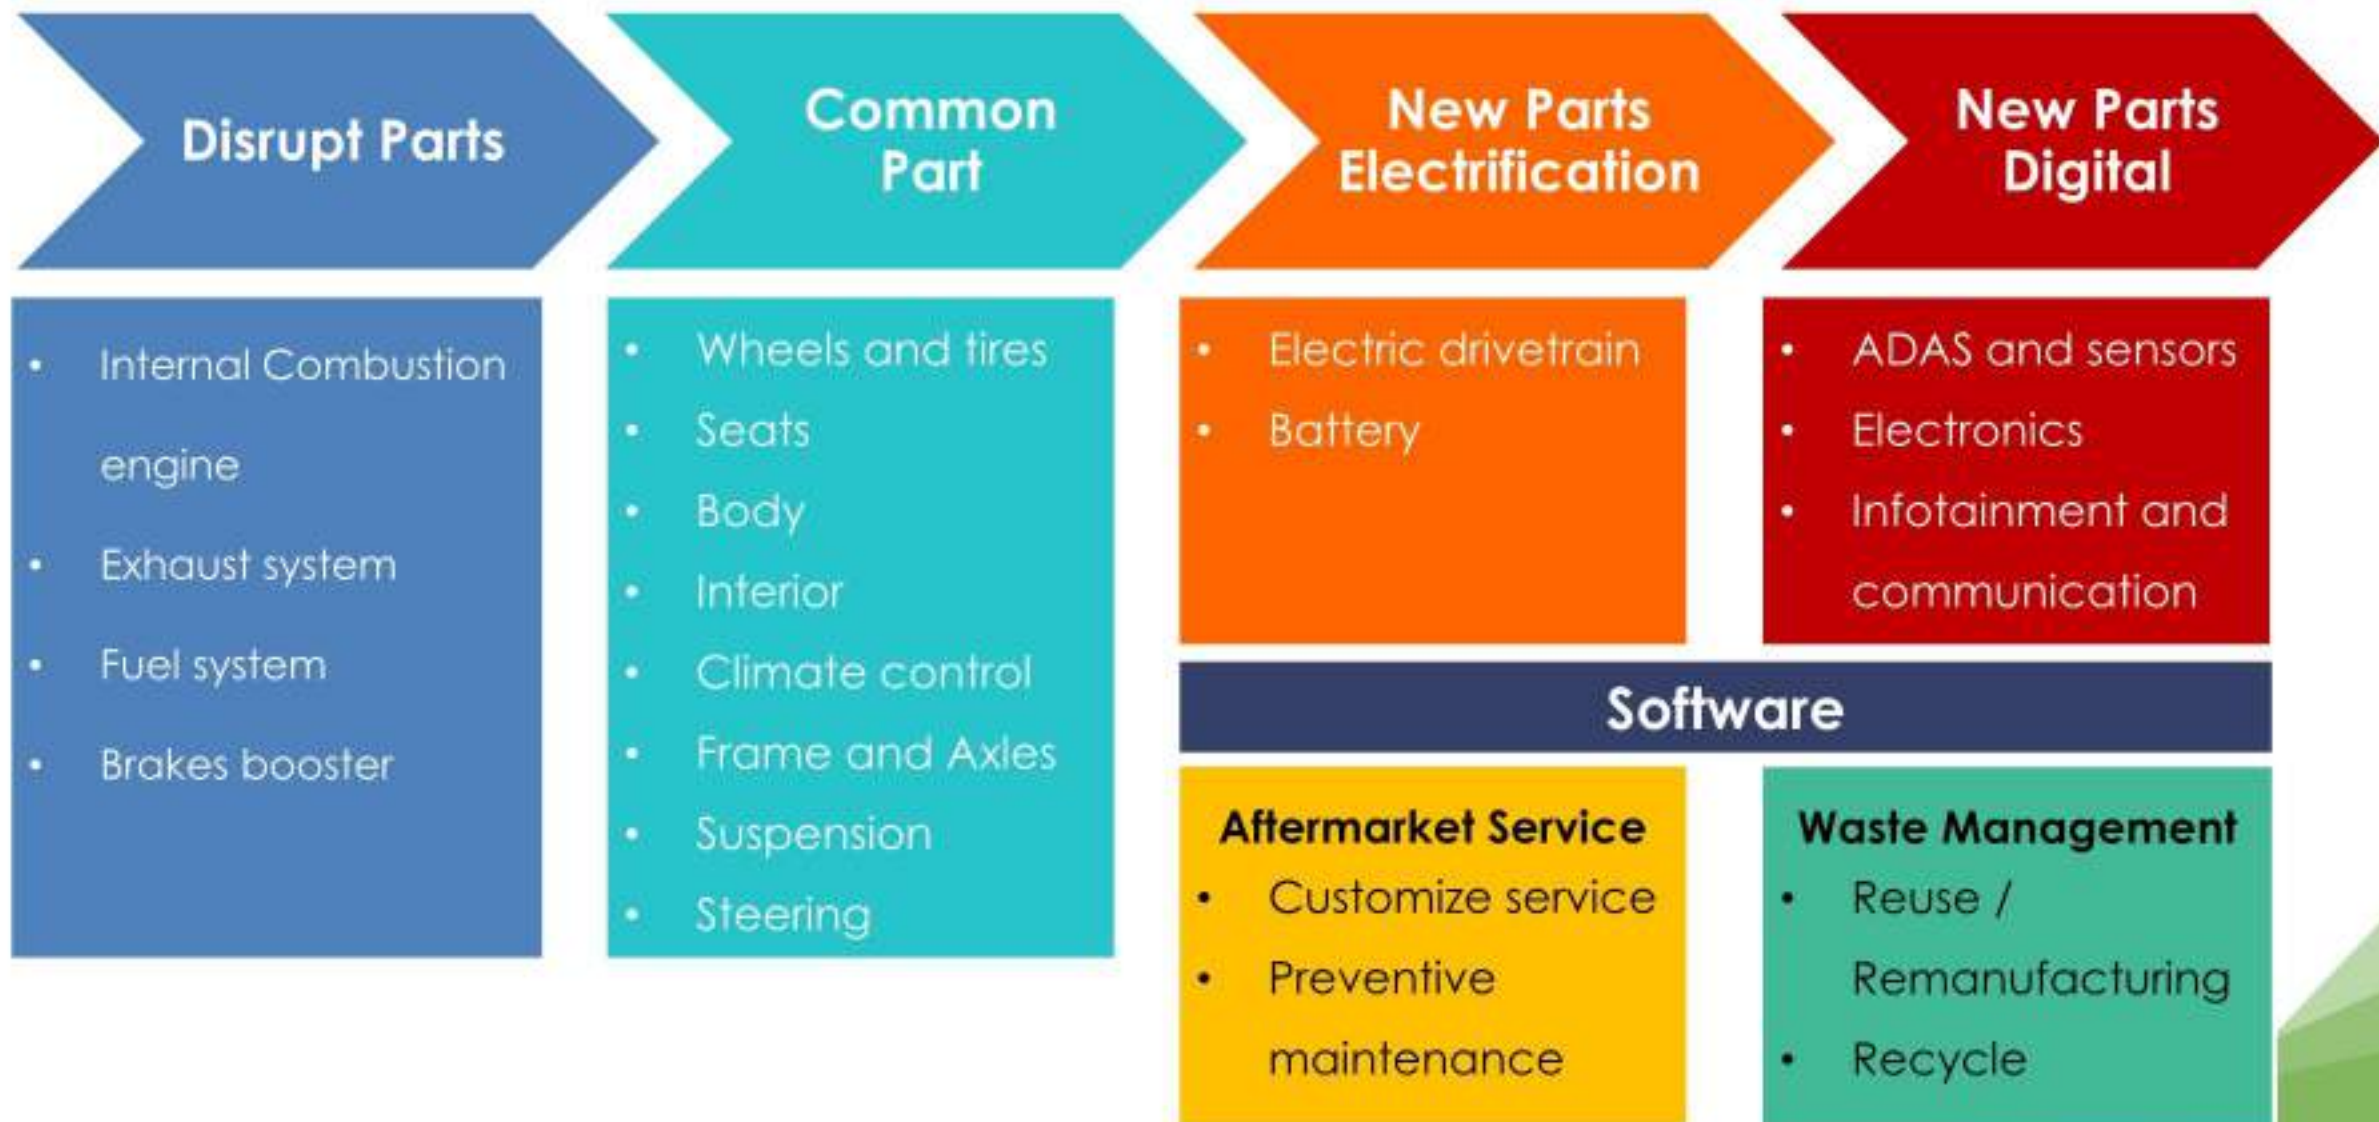 Disrupt Parts
Common
Part
New Parts
Electrification
New Parts
Digital
• Internal Combustion
engine
• Exhaust system
• Fuel system
• Brakes booster
• Wheels and tires
• Seats
• Body
• Interior
• Climate control
• Frame and Axles
• Suspension
• Steering
• Electric drivetrain
• Battery
• ADAS and sensors
• Electronics
• Infotainment and
communication
Software
Aftermarket Service
• Customize service
• Preventive
maintenance
Waste Management
• Reuse /
Remanufacturing
• Recycle